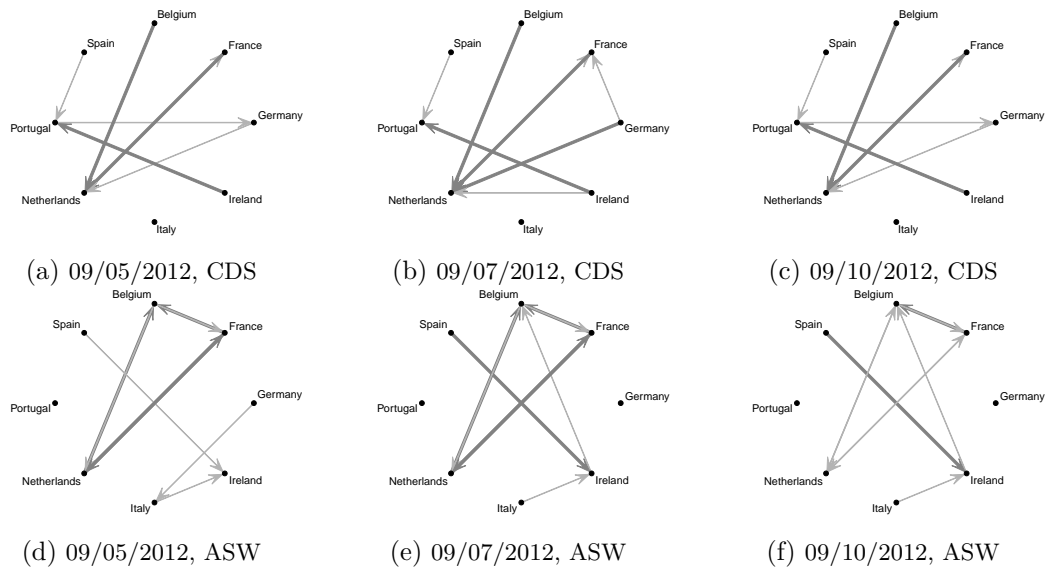 Belgium
Spain
France
Portugal
Germany
Netherlands
Ireland
Italy
(a) 09/05/2012, CDS
Belgium
Spain
France
Portugal
Germany
Netherlands
Ireland
Italy
(b) 09/07/2012, CDS
Belgium
Spain
France
Portugal
Germany
Netherlands
Ireland
Italy
(c) 09/10/2012, CDS
Belgium
Spain
France
Portugal
Germany
Netherlands
Ireland
Italy
(d) 09/05/2012, ASW
Belgium
Spain
France
Portugal
Germany
Netherlands
Ireland
Italy
(e) 09/07/2012, ASW
Belgium
Spain
France
Portugal
Germany
Netherlands
Ireland
Italy
(f) 09/10/2012, ASW